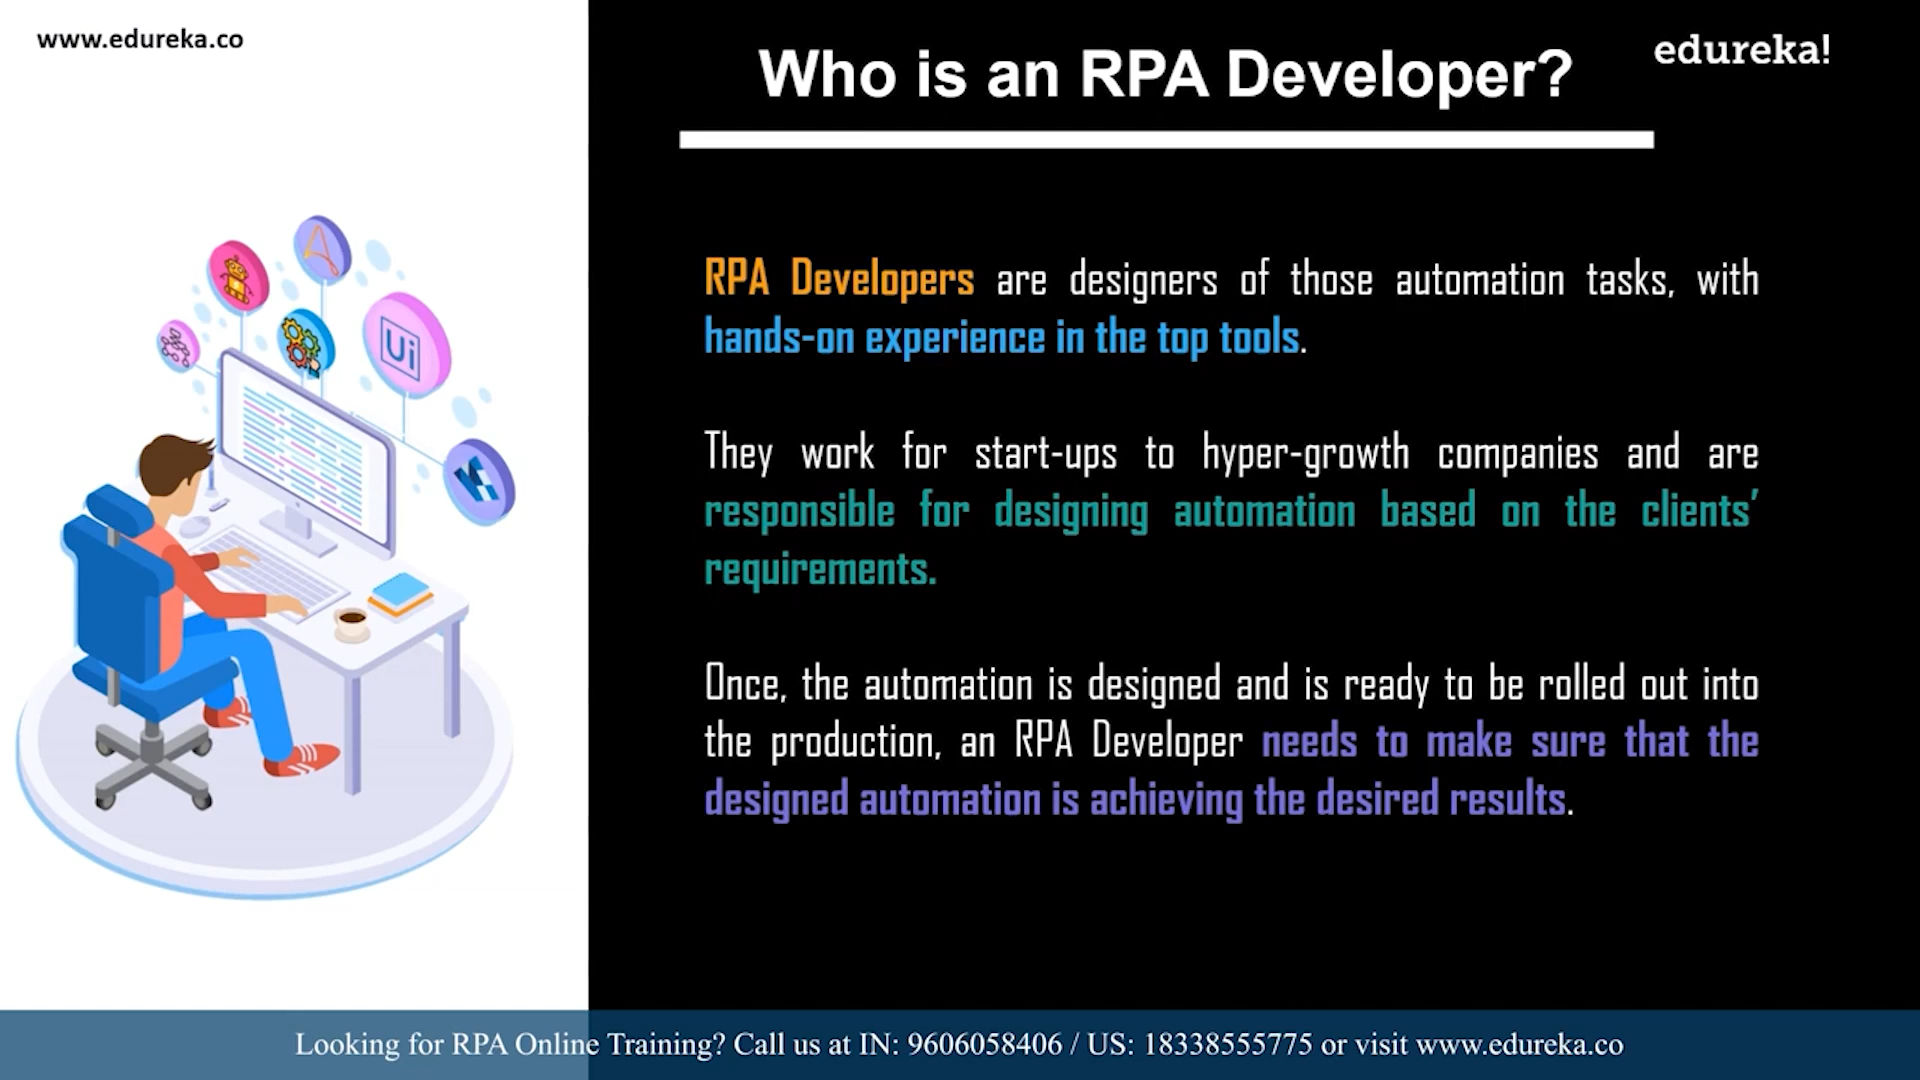 www.edureka.co
Who is an RPA Developer?
edureka!
RPA Developers are designers of those automation tasks, with
hands-on experience in the top tools.
They work for start-ups to hyper-growth companies and are
responsible for designing automation based on the clients’
requirements.
Once, the automation is designed and is ready to be rolled out into
the production, an RPA Developer needs to make sure that the
designed automation is achieving the desired results.
Ui
Looking for RPA Online Training? Call us at IN: 9606058406 / US: 18338555775 or visit www.edureka.co